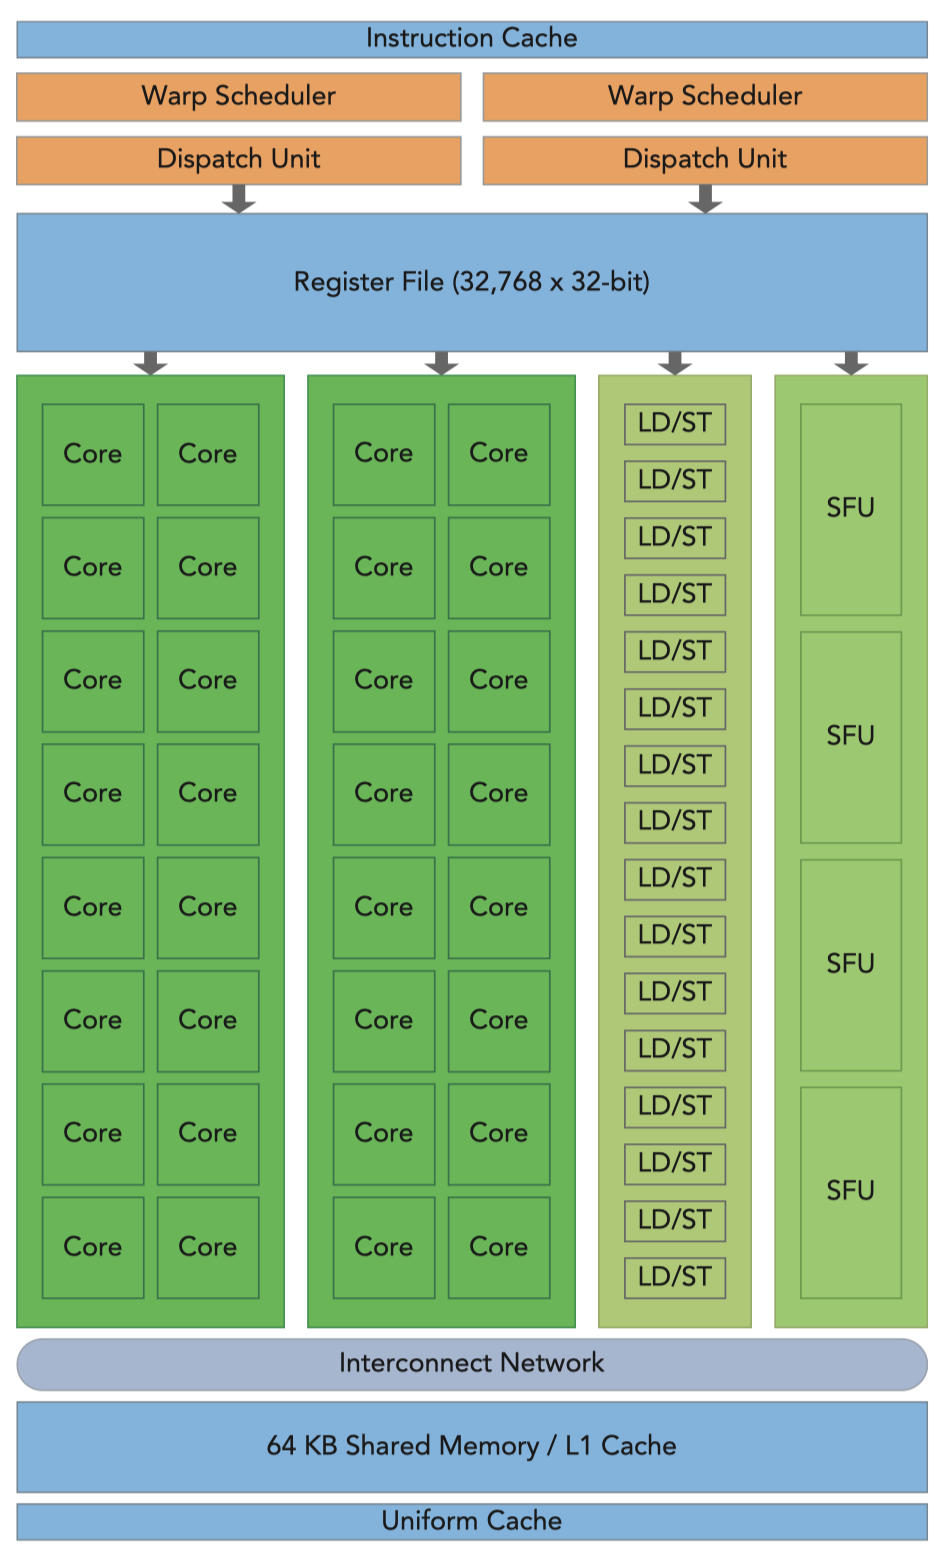 Instruction Cache
Warp Scheduler Warp Scheduler
Dispatch Unit Dispatch Unit
Register File (32,768 x 32-bit)
Core Core Core Core LD/ST SFU
LD/ST
Core Core Core Core LD/ST
LD/ST
Core Core Core Core LD/ST SFU
LD/ST
Core Core Core Core LD/ST
LD/ST
Core Core Core Core LD/ST SFU
LD/ST
Core Core Core Core LD/ST
LD/ST
Core Core Core Core LD/ST SFU
LD/ST
Core Core Core Core LD/ST
LD/ST
Interconnect Network
64 KB Shared Memory / L1 Cache
Uniform Cache